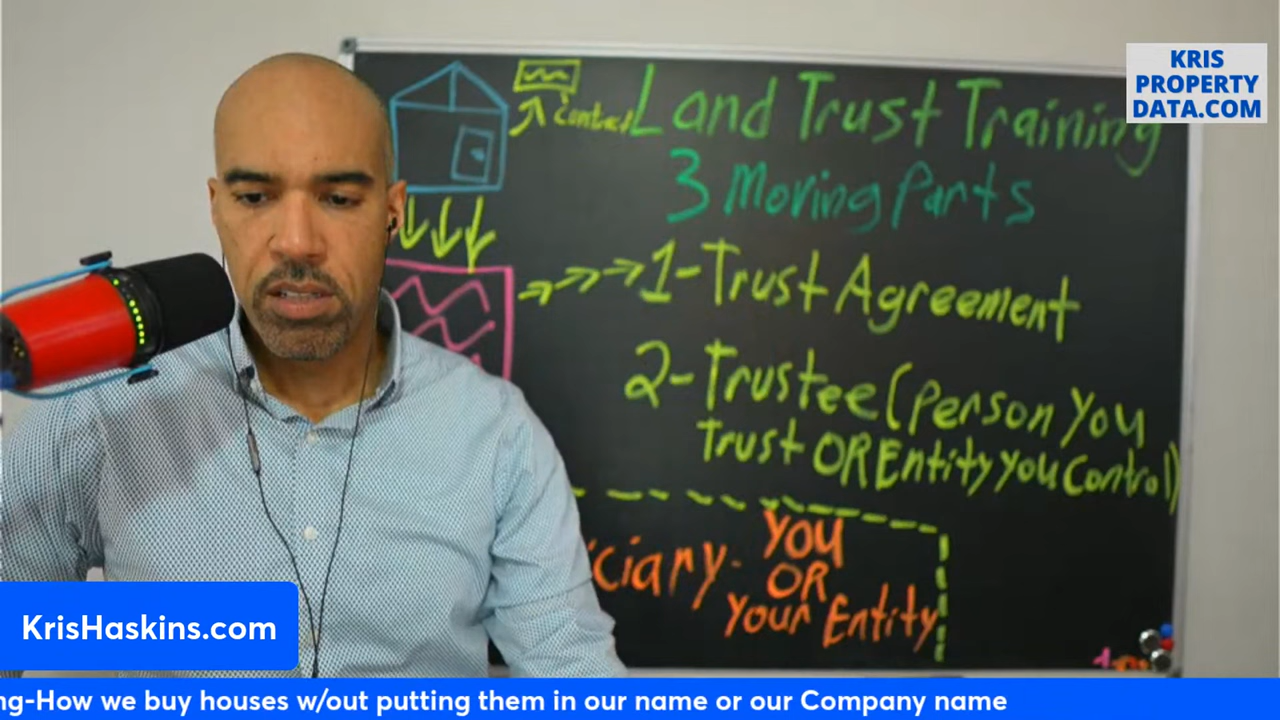 KRIS
PROPERTY
DATA.COM
contract
Land Trust Training
3 Moving Parts
1-Trust Agreement
2-Trustee (Person You
Trust OR Entity You Control)
ciary-
You
OR
Your Entity
KrisHaskins.com
ng-How we buy houses w/out putting them in our name or our Company name